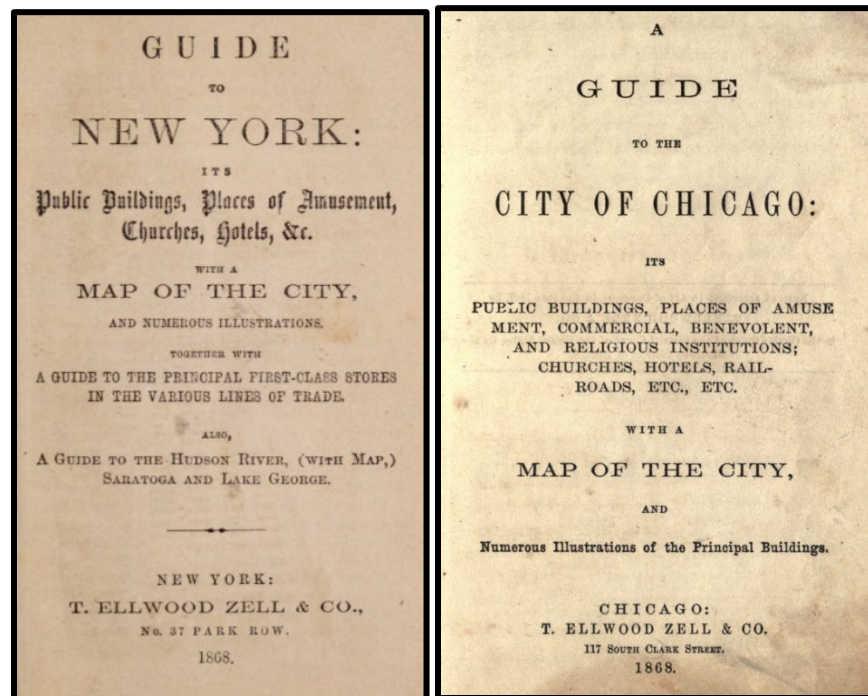 GUIDE
TO
NEW YORK:
ITS
Public Buildings, Places of Amusement,
Churches, Hotels, &c.
WITH A
MAP OF THE CITY,
AND NUMEROUS ILLUSTRATIONS.
TOGETHER WITH
A GUIDE TO THE PRINCIPAL FIRST-CLASS STORES
IN THE VARIOUS LINES OF TRADE.
ALSO,
A GUIDE TO THE HUDSON RIVER, (WITH MAP,)
SARATOGA AND LAKE GEORGE.
NEW YORK:
T. ELLWOOD ZELL & CO.,
No. 37 PARK ROW.
1868.
A
GUIDE
TO THE
CITY OF CHICAGO:
ITS
PUBLIC BUILDINGS, PLACES OF AMUSE
MENT, COMMERCIAL, BENEVOLENT,
AND RELIGIOUS INSTITUTIONS;
CHURCHES, HOTELS, RAIL-
ROADS, ETC., ETC.
WITH A
MAP OF THE CITY,
AND
Numerous Illustrations of the Principal Buildings.
CHICAGO:
T. ELLWOOD ZELL & CO.
117 SOUTH CLARK STREET.
1868.